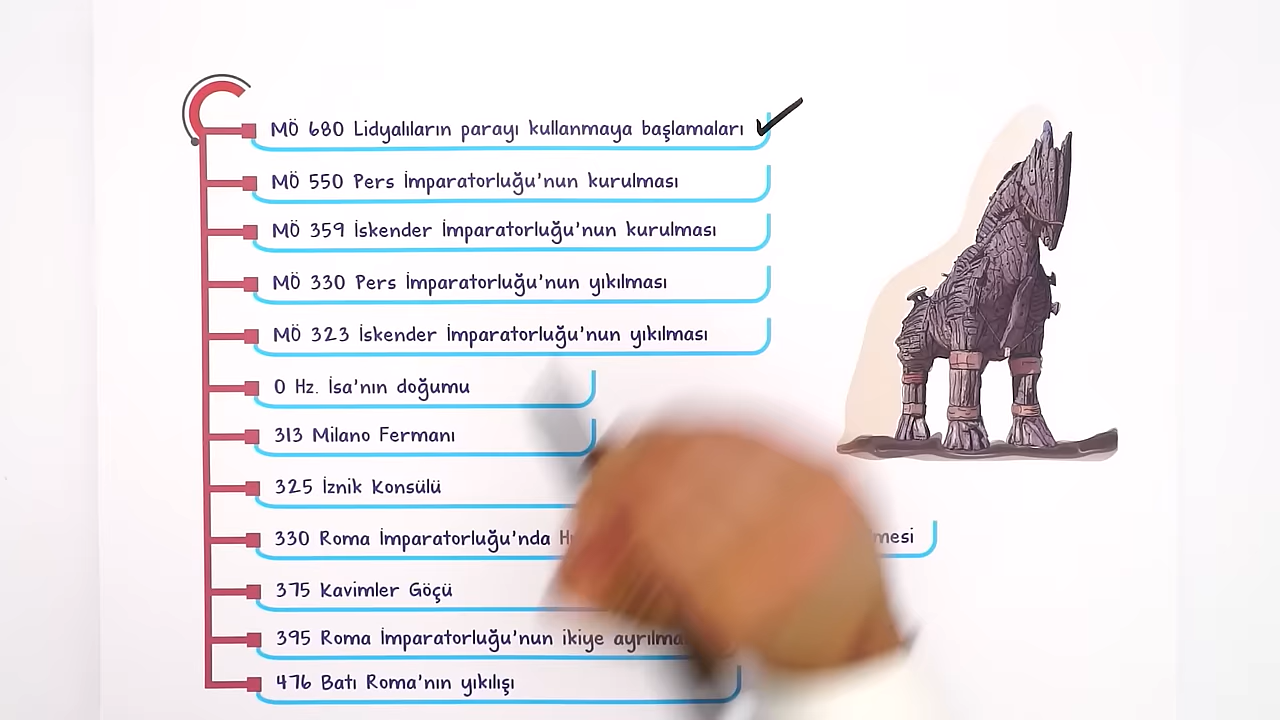 MÖ 680 Lidyalıların parayı kullanmaya başlamaları
MÖ 550 Pers İmparatorluğu'nun kurulması
MÖ 359 İskender İmparatorluğu'nun kurulması
MÖ 330 Pers İmparatorluğu'nun yıkılması
MÖ 323 İskender İmparatorluğu'nun yıkılması
0 Hz. İsa'nın doğumu
313 Milano Fermanı
325 İznik Konsülü
330 Roma İmparatorluğu'nda
375 Kavimler Göçü
395 Roma İmparatorluğu'nun ikiye
476 Batı Roma'nın yıkılışı